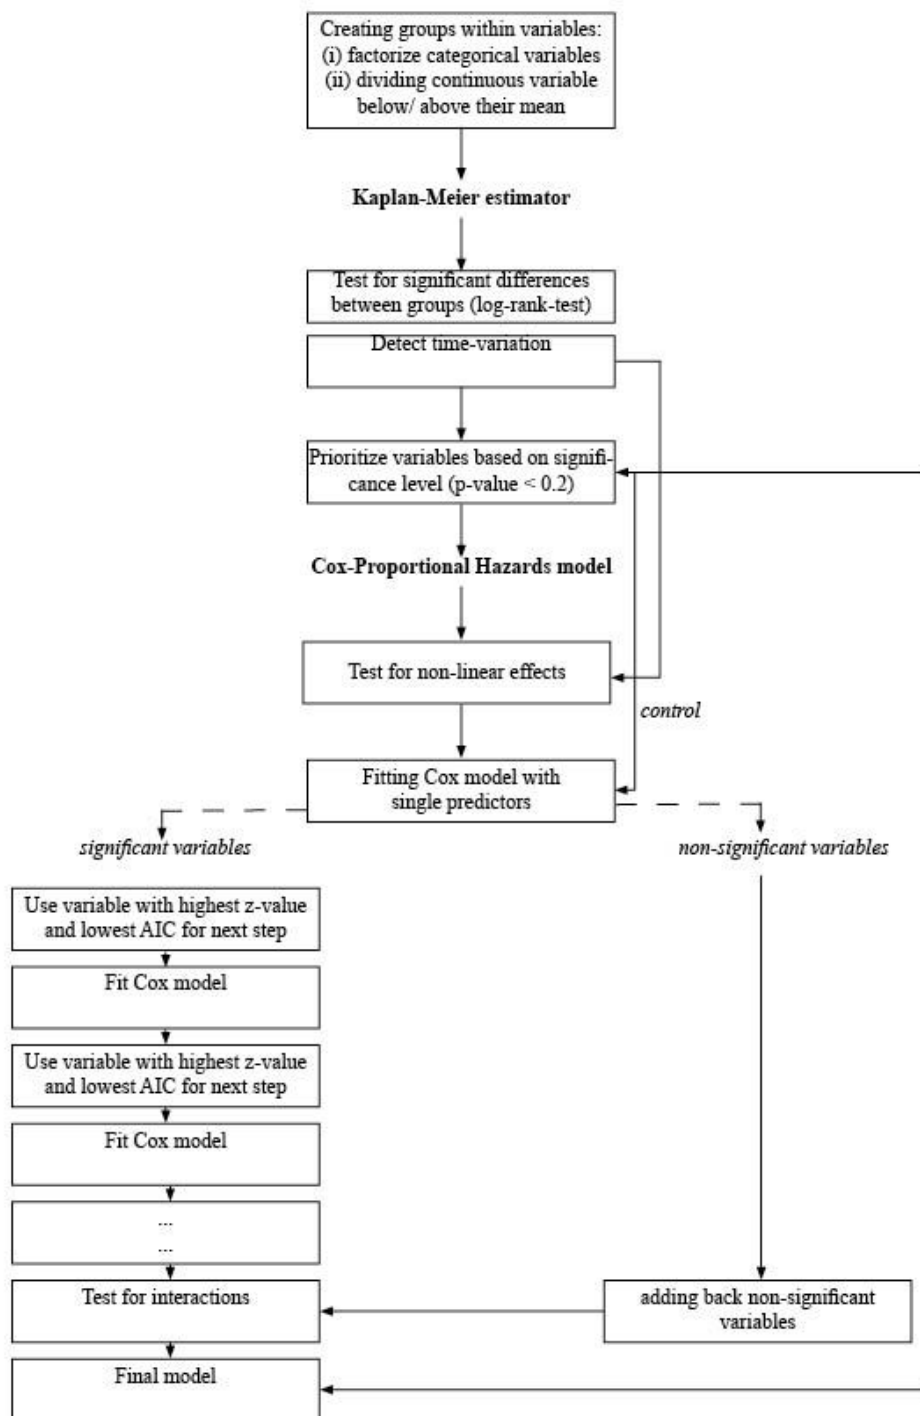 Creating groups within variables:
(i) factorize categorical variables
(ii) dividing continuous variable
below/ above their mean
Kaplan-Meier estimator
Test for significant differences
between groups (log-rank-test)
Detect time-variation
Prioritize variables based on signifi-
cance level (p-value < 0.2)
Cox-Proportional Hazards model
Test for non-linear effects
control
Fitting Cox model with
single predictors
significant variables
non-significant variables
Use variable with highest z-value
and lowest AIC for next step
Fit Cox model
Use variable with highest z-value
and lowest AIC for next step
Fit Cox model
...
...
Test for interactions
adding back non-significant
variables
Final model